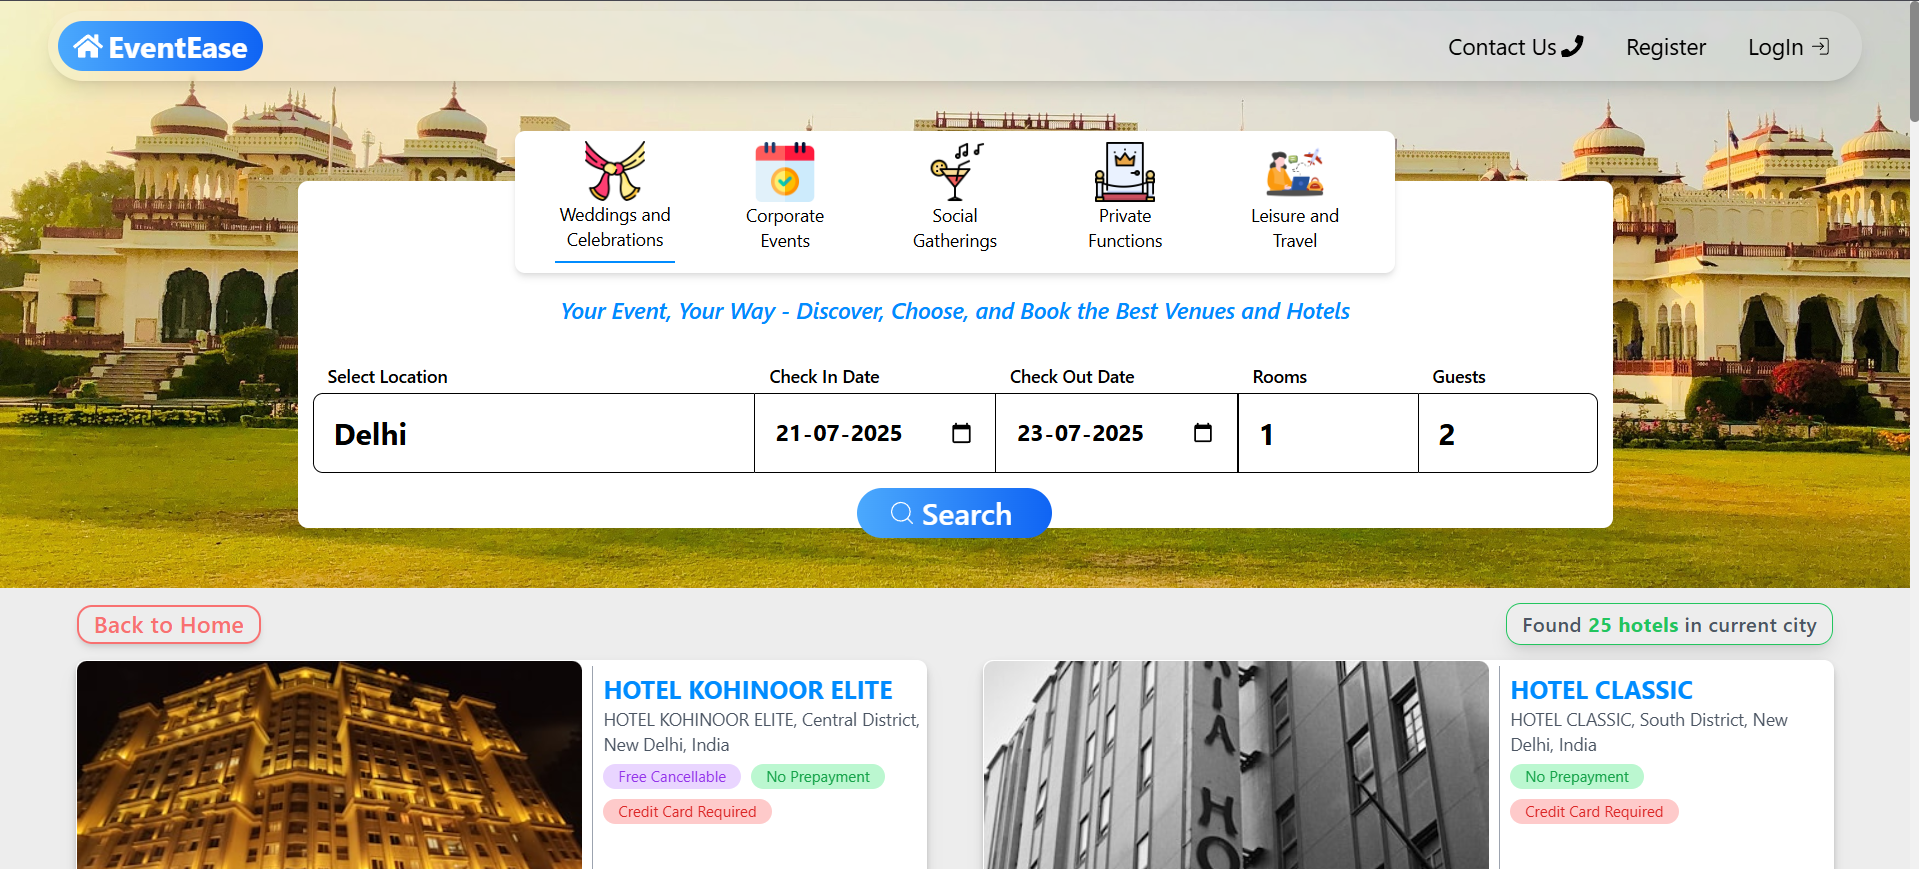 EventEase
Contact Us
Register
LogIn
Weddings and
Celebrations
Corporate
Events
Social
Gatherings
Private
Functions
Leisure and
Travel
Your Event, Your Way - Discover, Choose, and Book the Best Venues and Hotels
Select Location
Check In Date
Check Out Date
Rooms
Guests
Delhi
21-07-2025
23-07-2025
1
2
Search
Back to Home
Found 25 hotels in current city
HOTEL KOHINOOR ELITE
HOTEL KOHINOOR ELITE, Central District,
New Delhi, India
Free Cancellable
No Prepayment
Credit Card Required
HOTEL CLASSIC
HOTEL CLASSIC, South District, New
Delhi, India
No Prepayment
Credit Card Required